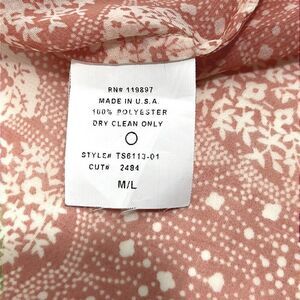 RN# 119897
MADE IN U.S.A.
100% POLYESTER
DRY CLEAN ONLY
STYLE# TS6113-01
CUT# 2494
M/L